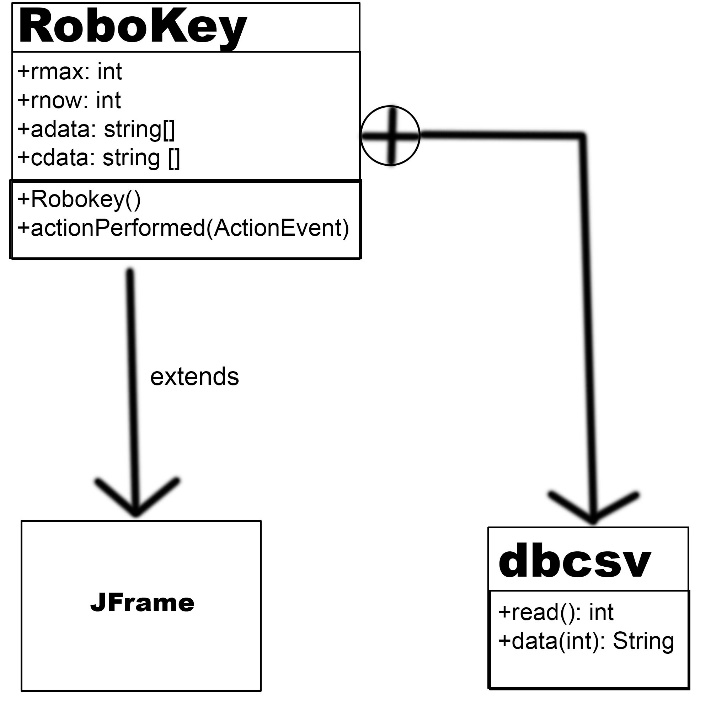 RoboKey
+rmax: int
+rnow: int
+adata: string[]
+cdata: string []
+Robokey()
+actionPerformed(ActionEvent)
extends
JFrame
dbcsv
+read(): int
+data(int): String